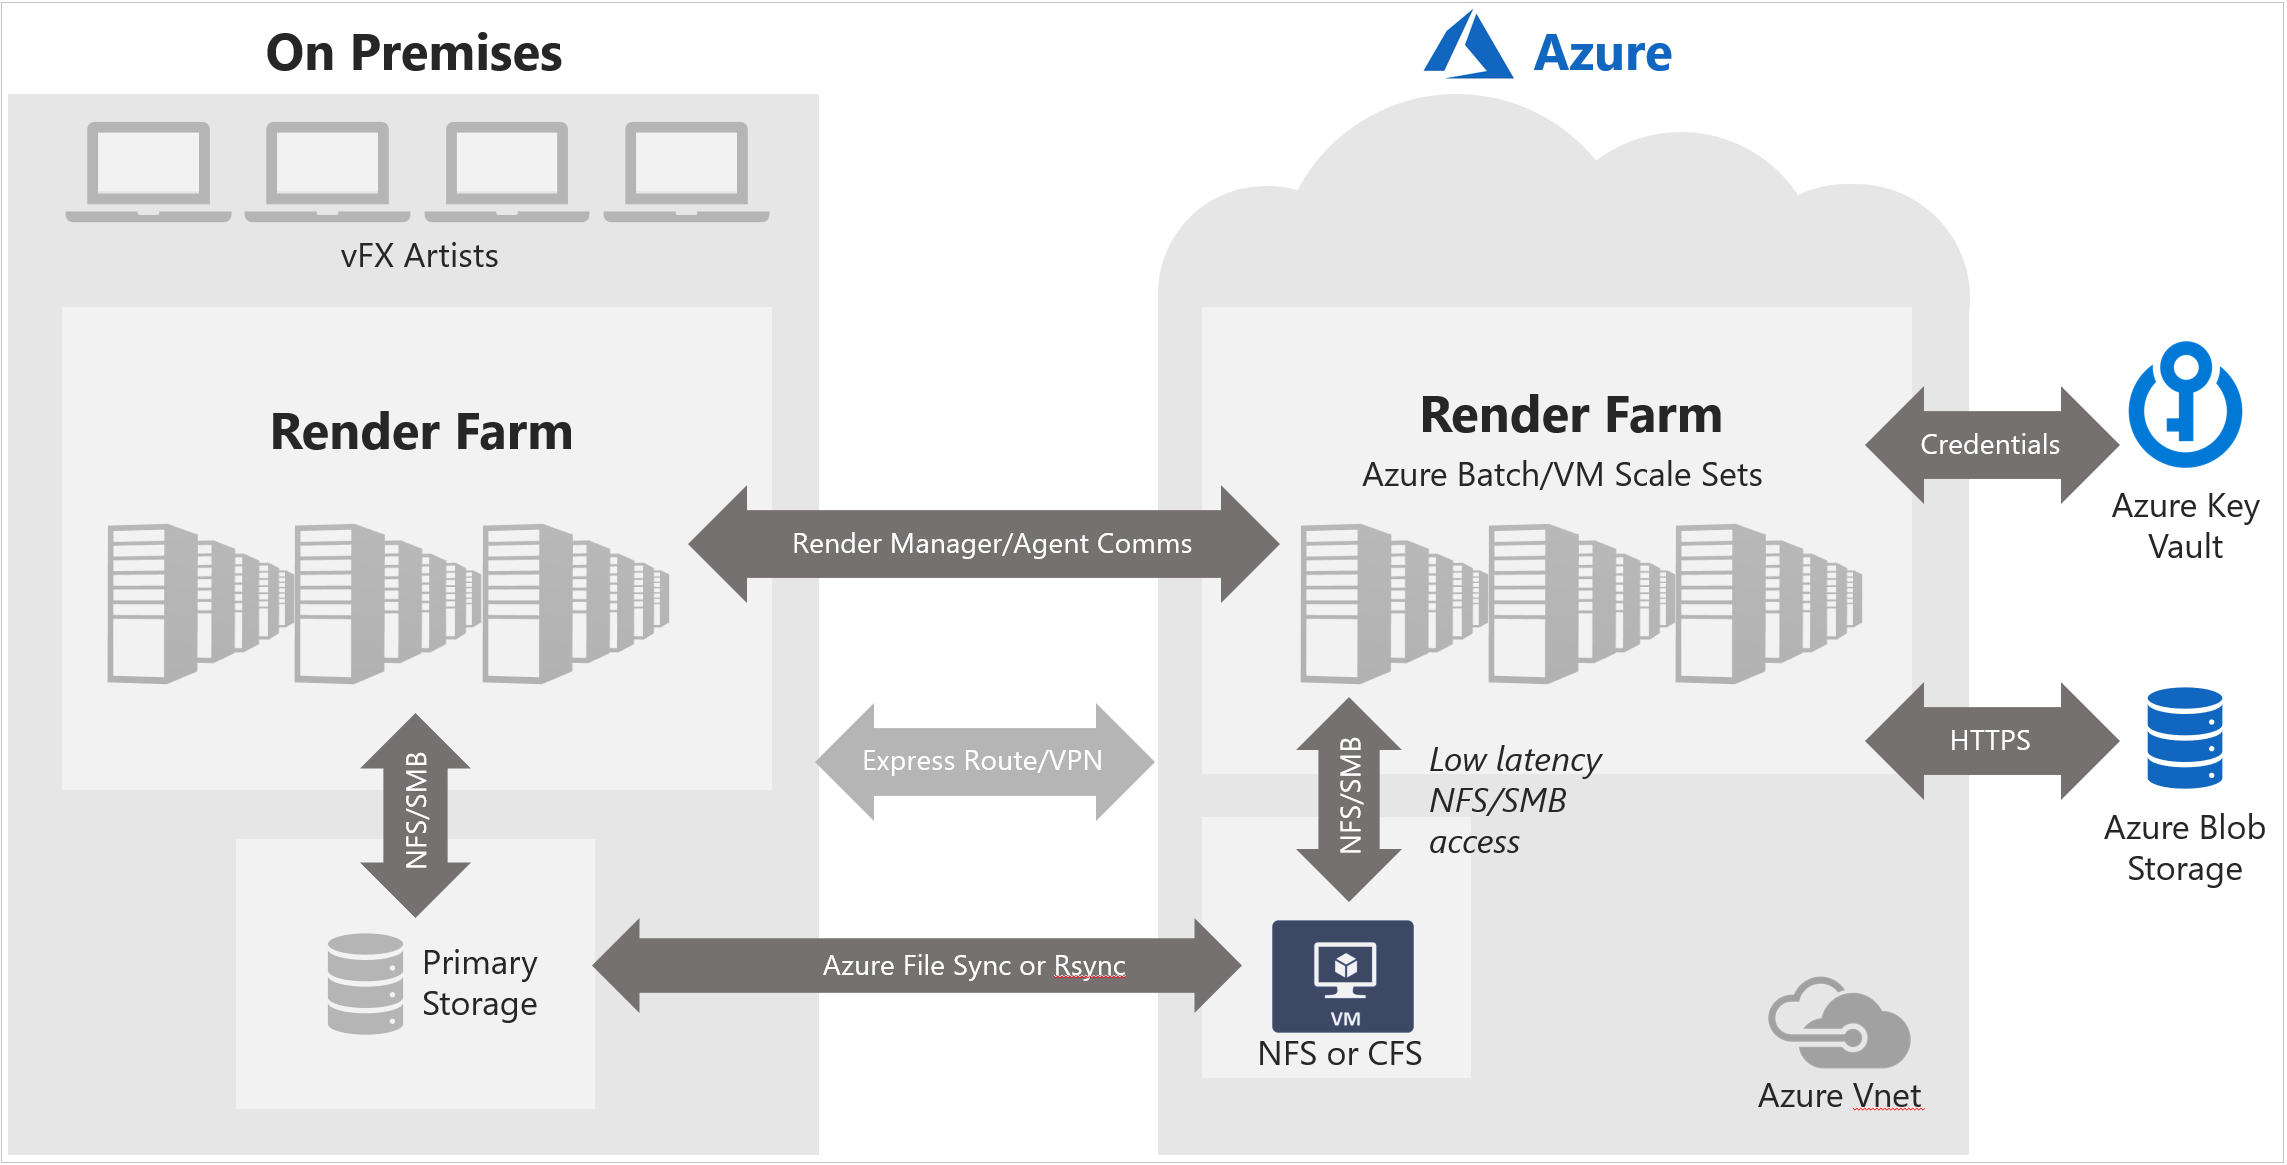 On Premises
Azure
vFX Artists
Render Farm
Render Farm
Azure Batch/VM Scale Sets
Render Manager/Agent Comms
Credentials
Azure Key
Vault
NFS/SMB
Express Route/VPN
NFS/SMB
Low latency
NFS/SMB
access
HTTPS
Azure Blob
Storage
Primary
Storage
Azure File Sync or Rsync
VM
NFS or CFS
Azure Vnet